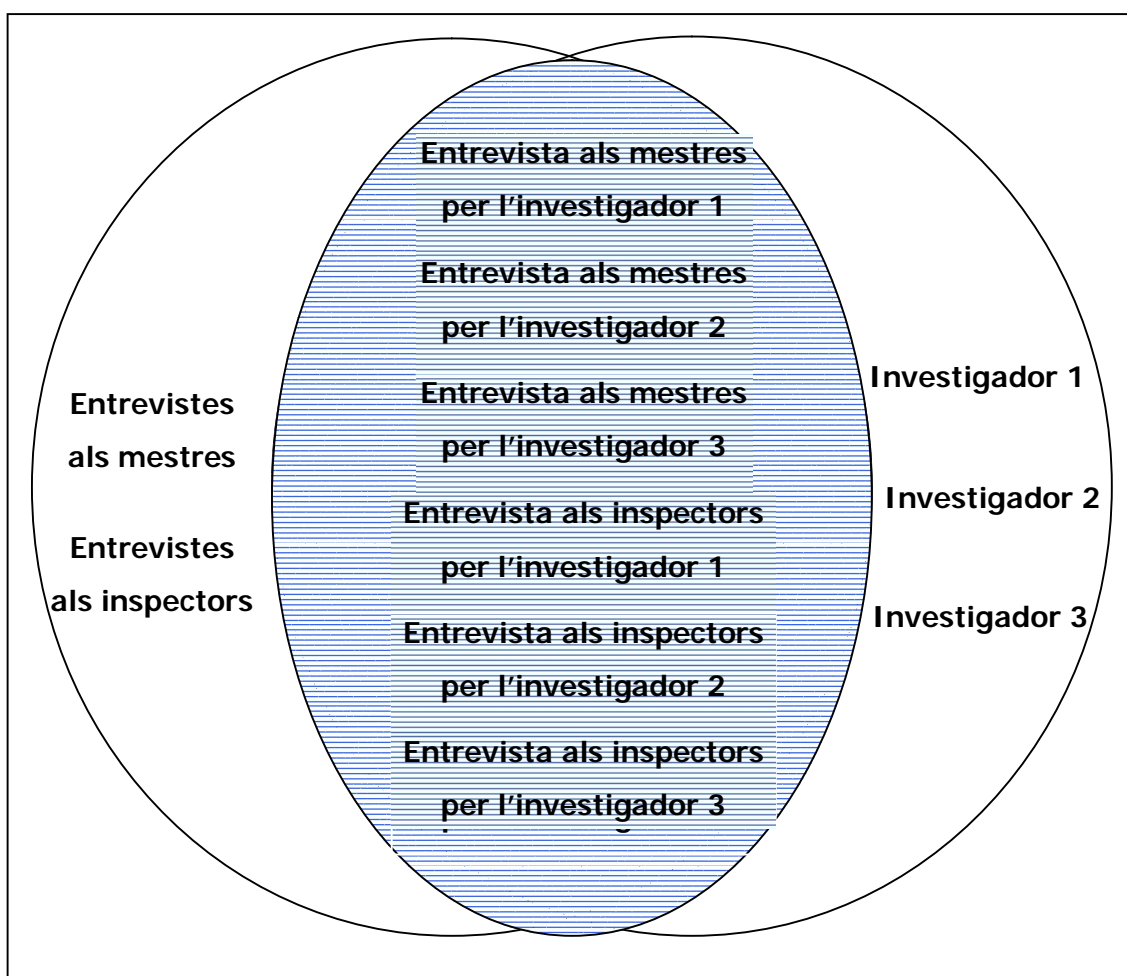 Entrevistes
als mestres
Entrevistes
als inspectors
Entrevista als mestres
per l'investigador 1
Entrevista als mestres
per l'investigador 2
Entrevista als mestres
per l'investigador 3
Entrevista als inspectors
per l'investigador 1
Entrevista als inspectors
per l'investigador 2
Entrevista als inspectors
per l'investigador 3
Investigador 1
Investigador 2
Investigador 3